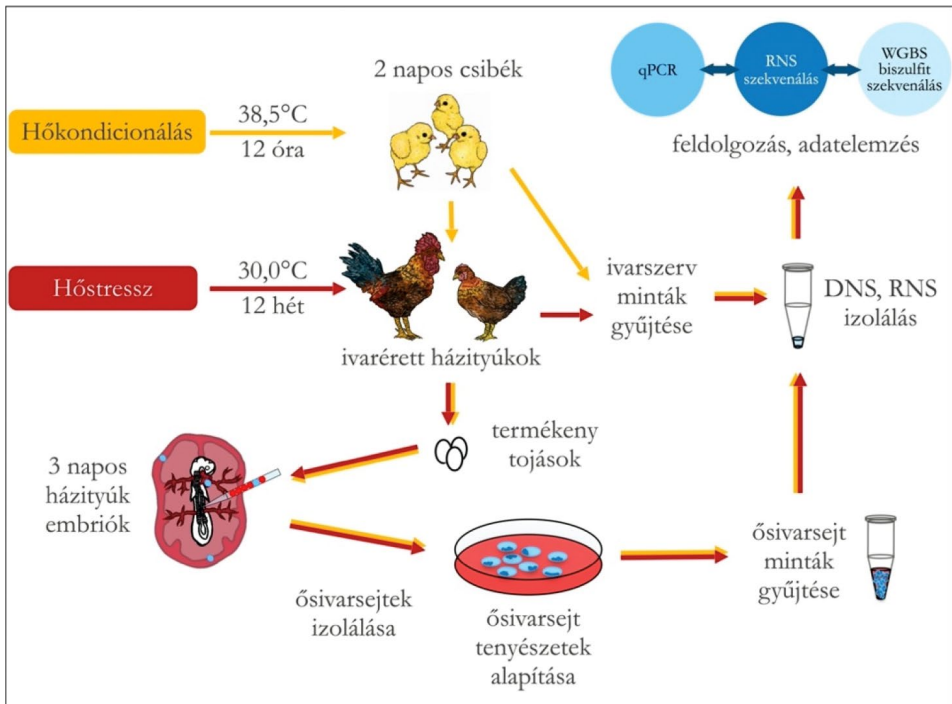 Hőkondicionálás
38,5°C
12 óra
2 napos csibék
qPCR
RNS
szekvenálás
WGBS
biszulfit
szekvenálás
feldolgozás, adatelemzés
Hőstressz
30,0°C
12 hét
ivarérett házityúkok
ivarszerv
minták
gyűjtése
DNS, RNS
izolálás
termékeny
tojások
3 napos
házityúk
embriók
ősivarsejtek
izolálása
ősivarsejt
tenyészetek
alapítása
ősivarsejt
minták
gyűjtése